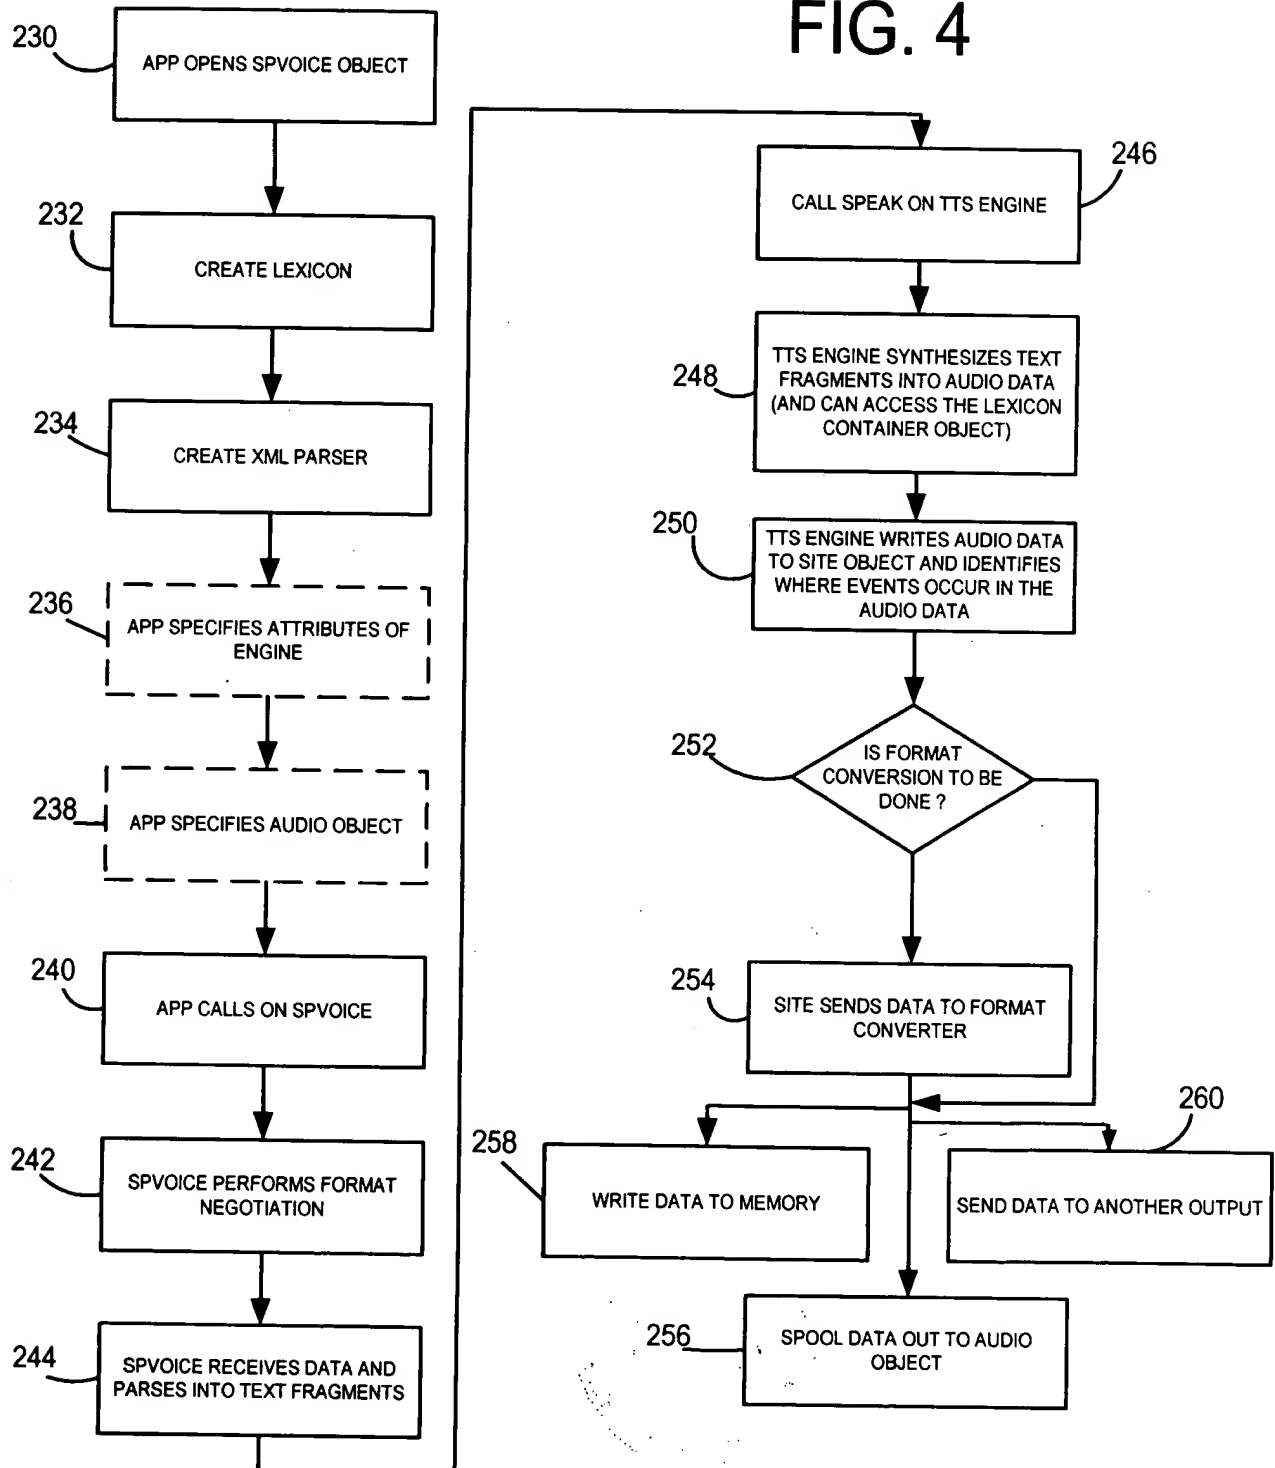 FIG. 4
230
APP OPENS SPVOICE OBJECT
232
CREATE LEXICON
234
CREATE XML PARSER
236
APP SPECIFIES ATTRIBUTES OF
ENGINE
238
APP SPECIFIES AUDIO OBJECT
240
APP CALLS ON SPVOICE
242
SPVOICE PERFORMS FORMAT
NEGOTIATION
244
SPVOICE RECEIVES DATA AND
PARSES INTO TEXT FRAGMENTS
246
CALL SPEAK ON TTS ENGINE
248
TTS ENGINE SYNTHESIZES TEXT
FRAGMENTS INTO AUDIO DATA
(AND CAN ACCESS THE LEXICON
CONTAINER OBJECT)
250
TTS ENGINE WRITES AUDIO DATA
TO SITE OBJECT AND IDENTIFIES
WHERE EVENTS OCCUR IN THE
AUDIO DATA
252
IS FORMAT
CONVERSION TO BE
DONE ?
254
SITE SENDS DATA TO FORMAT
CONVERTER
258
WRITE DATA TO MEMORY
260
SEND DATA TO ANOTHER OUTPUT
256
SPOOL DATA OUT TO AUDIO
OBJECT